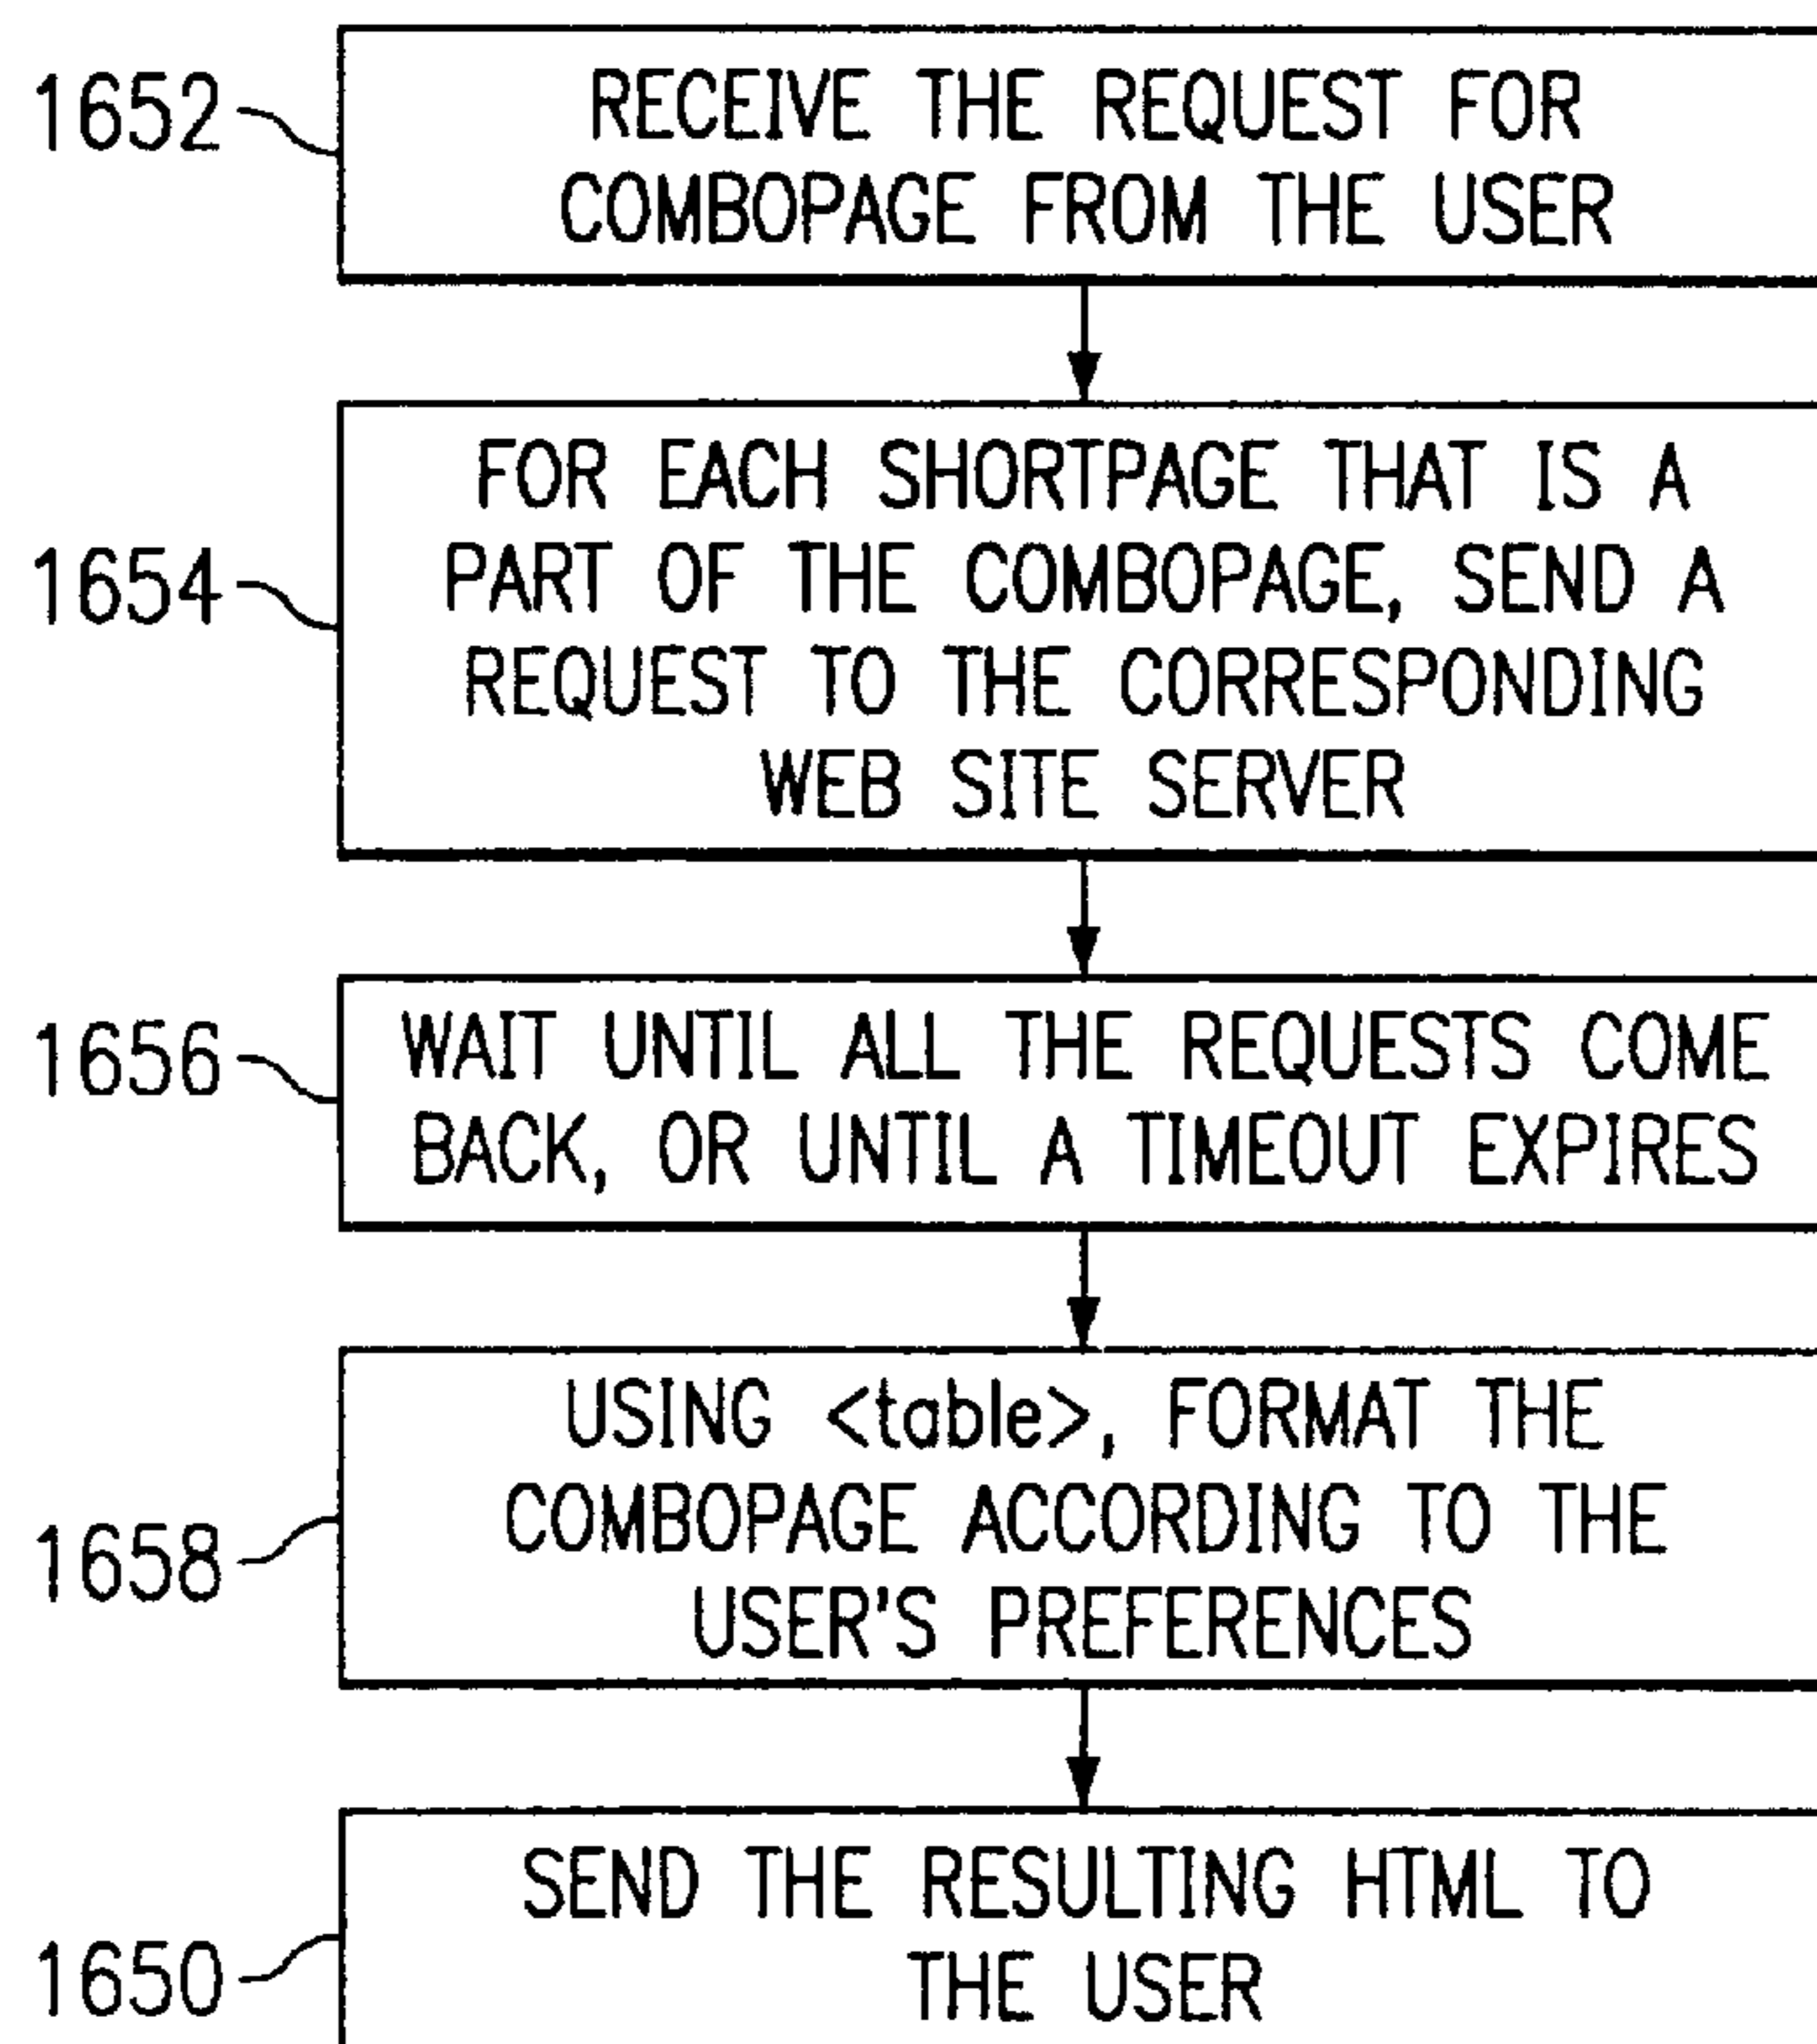 1652
RECEIVE THE REQUEST FOR
COMBOPAGE FROM THE USER
1654
FOR EACH SHORTPAGE THAT IS A
PART OF THE COMBOPAGE, SEND A
REQUEST TO THE CORRESPONDING
WEB SITE SERVER
1656
WAIT UNTIL ALL THE REQUESTS COME
BACK, OR UNTIL A TIMEOUT EXPIRES
1658
USING <table>, FORMAT THE
COMBOPAGE ACCORDING TO THE
USER'S PREFERENCES
1650
SEND THE RESULTING HTML TO
THE USER